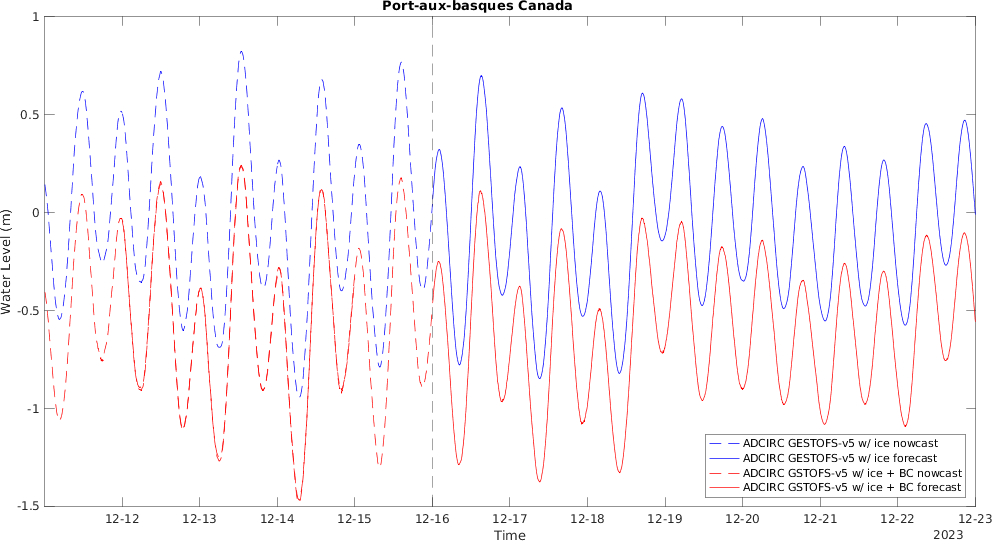 Port-aux-basques Canada
1
0.5
0
-0.5
-1
-1.5
Water Level (m)
12-12
12-13
12-14
12-15
12-16
12-17
12-18
12-19
12-20
12-21
12-22
12-23
Time
2023
ADCIRC GESTOFS-v5 w/ ice nowcast
ADCIRC GESTOFS-v5 w/ ice forecast
ADCIRC GSTOFS-v5 w/ ice + BC nowcast
ADCIRC GSTOFS-v5 w/ ice + BC forecast